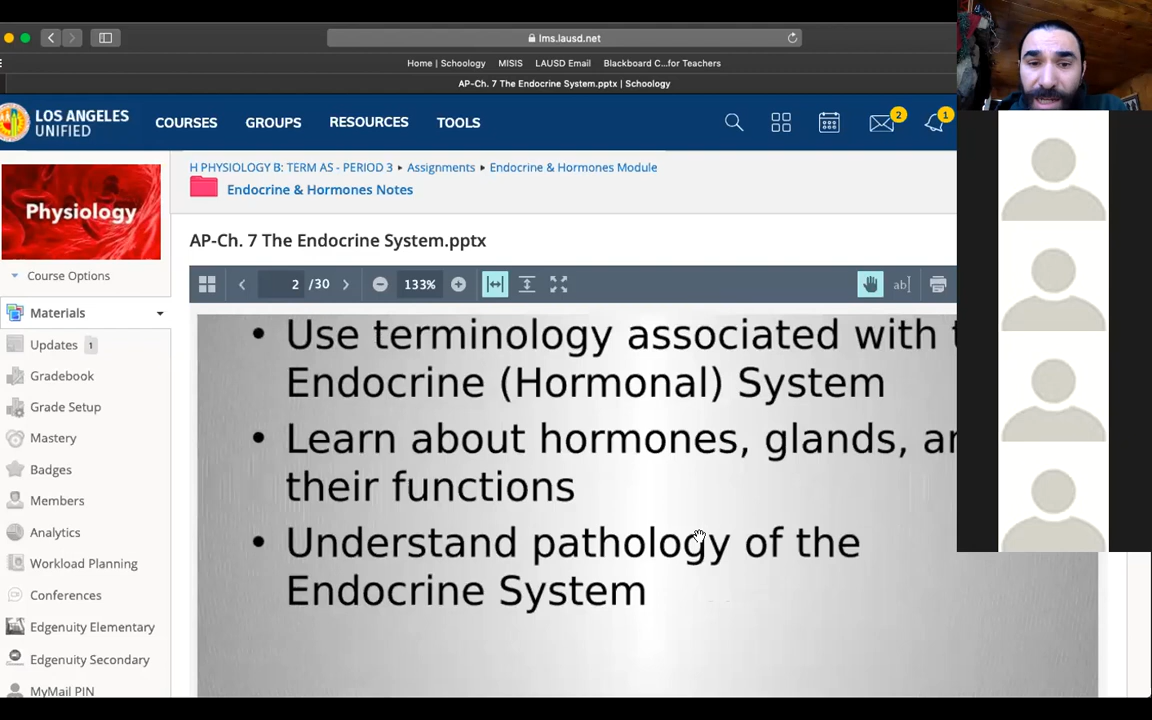 lms.lausd.net
Home | Schoology MISIS LAUSD Email Blackboard C...for Teachers
AP-Ch. 7 The Endocrine System.pptx | Schoology
LOS ANGELES
UNIFIED
COURSES GROUPS RESOURCES TOOLS
2
1
H PHYSIOLOGY B: TERM AS - PERIOD 3 ▸ Assignments ▸ Endocrine & Hormones Module
Endocrine & Hormones Notes
Physiology
Course Options
Materials
Updates 1
Gradebook
Grade Setup
Mastery
Badges
Members
Analytics
Workload Planning
Conferences
Edgenuity Elementary
Edgenuity Secondary
MyMail PIN
AP-Ch. 7 The Endocrine System.pptx
2 /30 133% ab
• Use terminology associated with
Endocrine (Hormonal) System
• Learn about hormones, glands,
their functions
• Understand pathology of the
Endocrine System